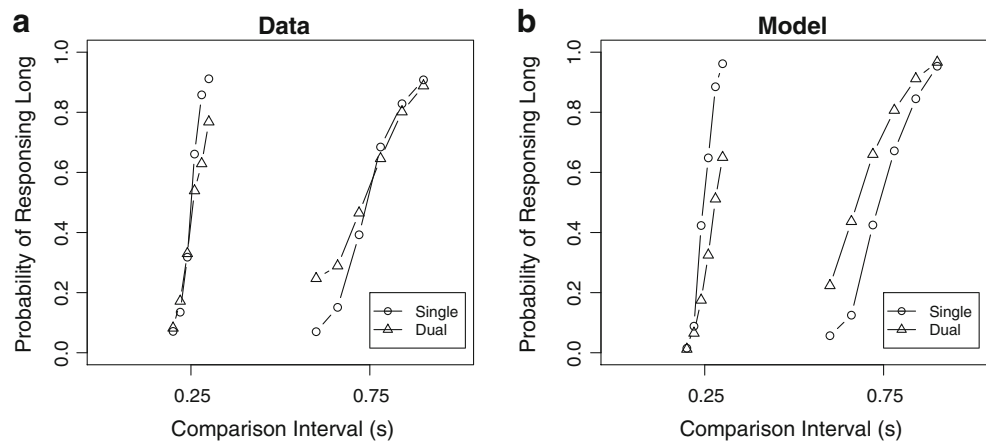 a
Data
Probability of Responsing Long
1.0
0.8
0.6
0.4
0.2
0.0
Single
Dual
0.25
0.75
Comparison Interval (s)
b
Model
Probability of Responsing Long
1.0
0.8
0.6
0.4
0.2
0.0
Single
Dual
0.25
0.75
Comparison Interval (s)